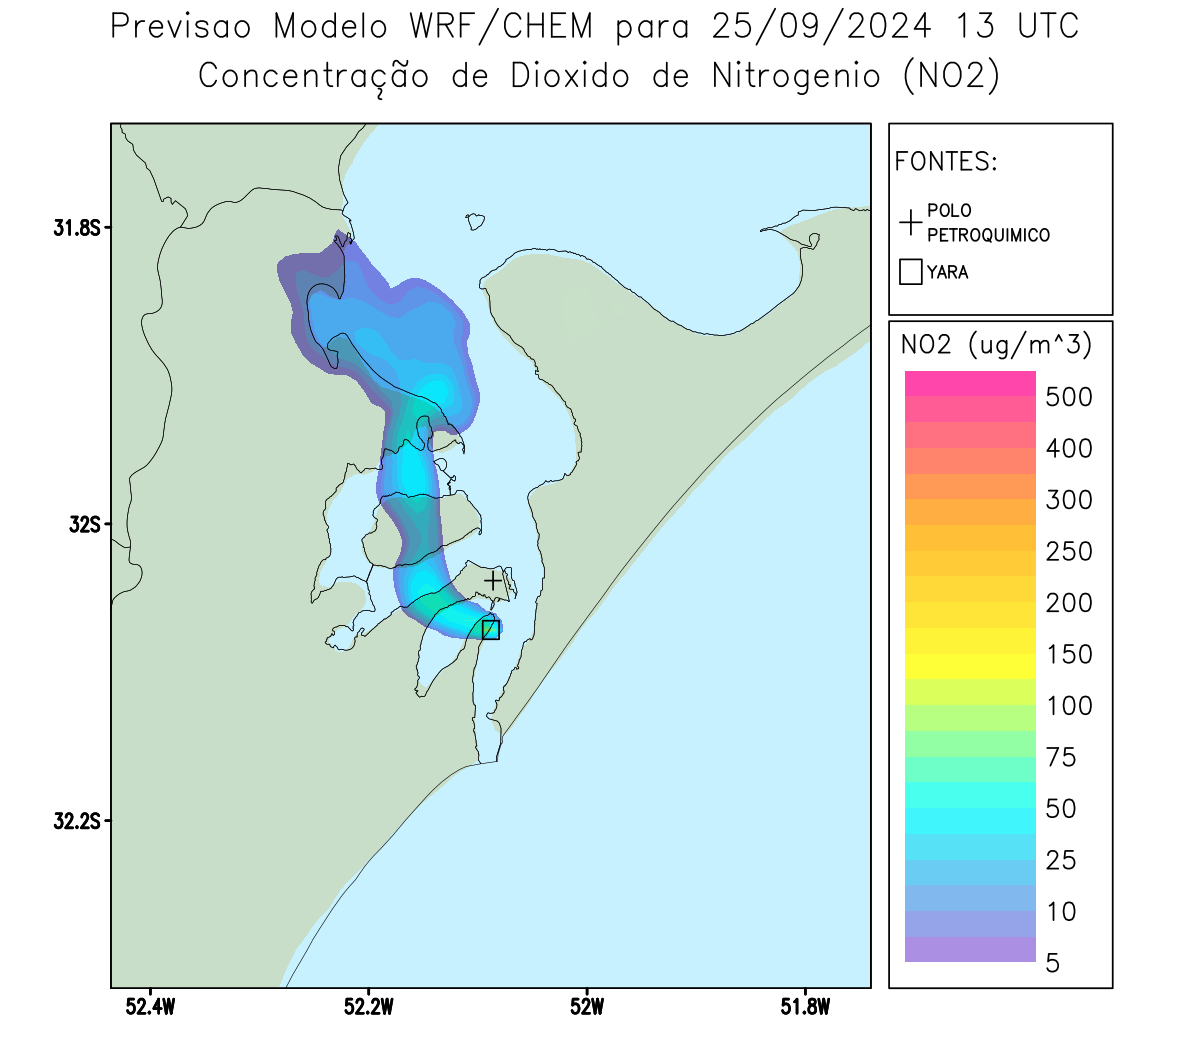 Previsao Modelo WRF/CHEM para 25/09/2024 13 UTC
Concentração de Dioxido de Nitrogenio (NO2)
FONTES:
POLO
PETROQUIMICO
YARA
NO2 (ug/m^3)
500
400
300
250
200
150
100
75
50
25
10
5
31.8S
32S
32.2S
52.4W
52.2W
52W
51.8W